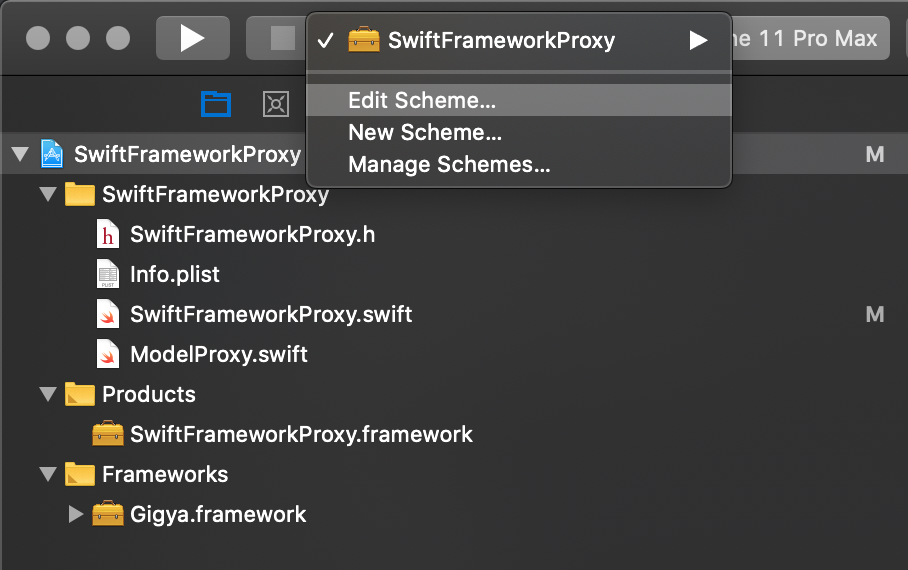 SwiftFrameworkProxy
11 Pro Max
Edit Scheme...
New Scheme...
Manage Schemes...
SwiftFrameworkProxy M
SwiftFrameworkProxy
SwiftFrameworkProxy.h
Info.plist
SwiftFrameworkProxy.swift M
ModelProxy.swift
Products
SwiftFrameworkProxy.framework
Frameworks
Gigya.framework